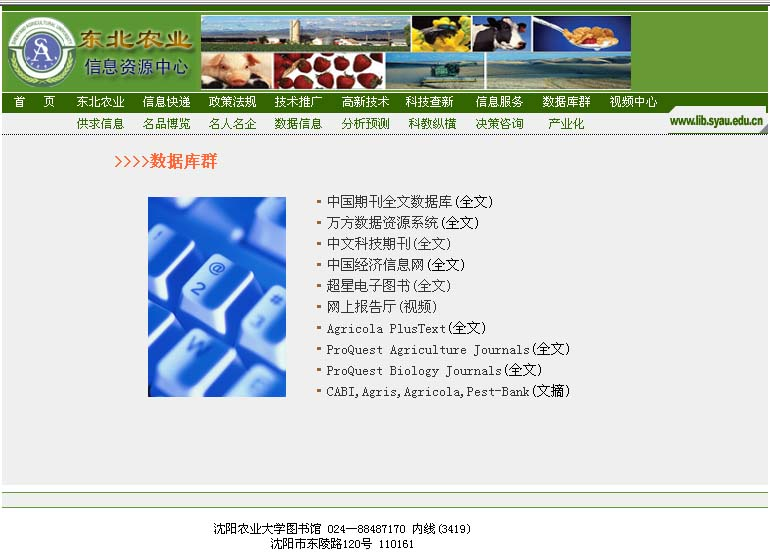 东北农业
信息资源中心
首 页 东北农业 信息快递 政策法规 技术推广 高新技术 科技查新 信息服务 数据库群 视频中心
供求信息 名品博览 名人名企 数据信息 分析预测 科教纵横 决策咨询 产业化
www.lib.syau.edu.cn
>>>>数据库群
中国期刊全文数据库(全文)
万方数据资源系统(全文)
中文科技期刊(全文)
中国经济信息网(全文)
超星电子图书(全文)
网上报告厅(视频)
Agricola PlusText(全文)
ProQuest Agriculture Journals(全文)
ProQuest Biology Journals(全文)
CABI,Agris,Agricola,Pest-Bank(文摘)
@
2
#
3
W
沈阳农业大学图书馆 024—88487170 内线(3419)
沈阳市东陵路120号 110161